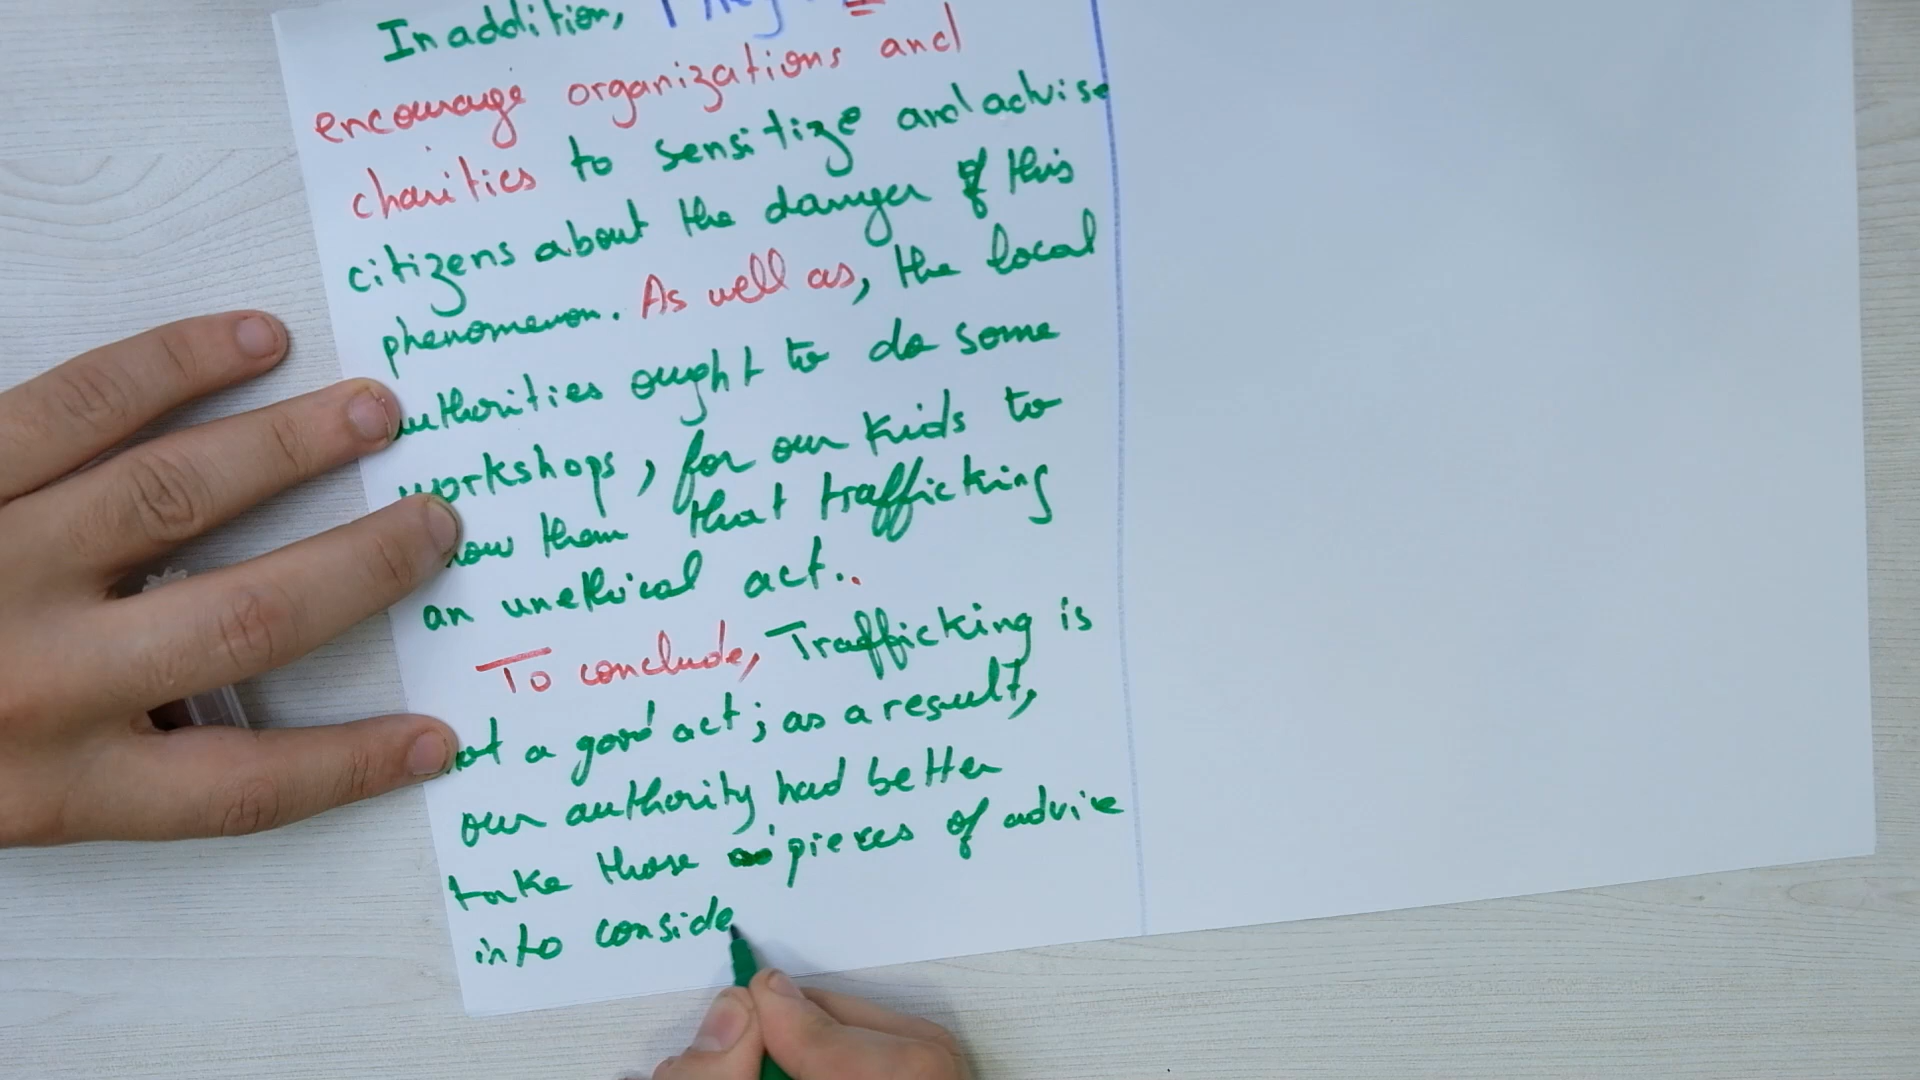 In addition, They
encourage organizations and
charities to sensitize and advise
citizens about the danger of this
phenomenon. As well as, the local
authorities ought to do some
workshops, for our kids to
them that trafficking
an unethical act..
To conclude, Trafficking is
not a good act; as a result,
our authority had better
take those pieces of advice
into conside